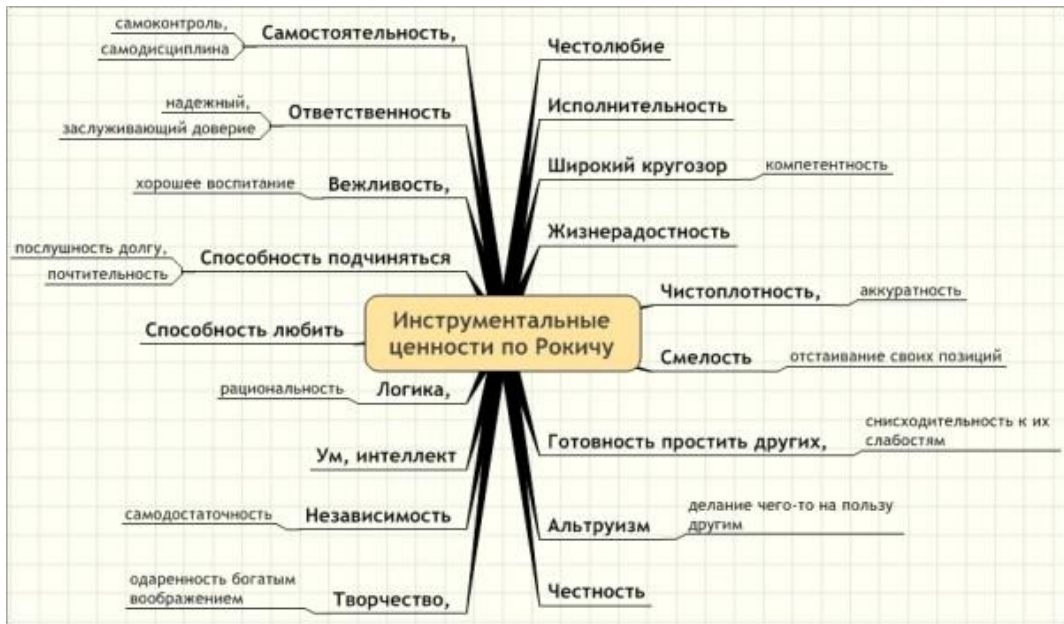 самоконтроль,
самодисциплина
Самостоятельность,
надежный,
заслуживающий доверие
Ответственность
хорошее воспитание
Вежливость,
послушность долгу,
почтительность
Способность подчиняться
Способность любить
рациональность
Логика,
Ум, интеллект
самодостаточность
Независимость
одаренность богатым
воображением
Творчество,
Инструментальные
ценности по Рокичу
Честолюбие
Исполнительность
Широкий кругозор
компетентность
Жизнерадостность
Чистоплотность,
аккуратность
Смелость
отстаивание своих позиций
Готовность простить других,
снисходительность к их
слабостям
Альтруизм
делание чего-то на пользу
другим
Честность